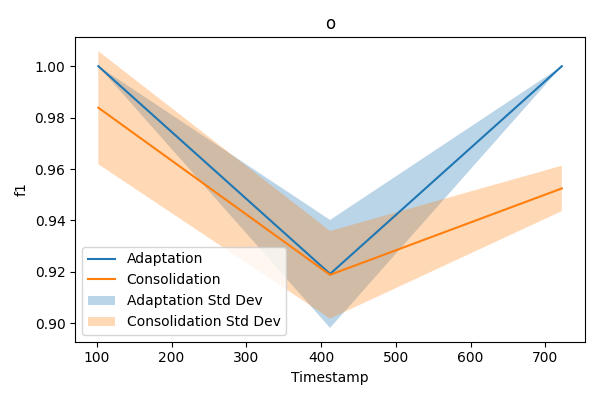 o
f1
1.00
0.98
0.96
0.94
0.92
0.90
Adaptation
Consolidation
Adaptation Std Dev
Consolidation Std Dev
100 200 300 400 500 600 700
Timestamp